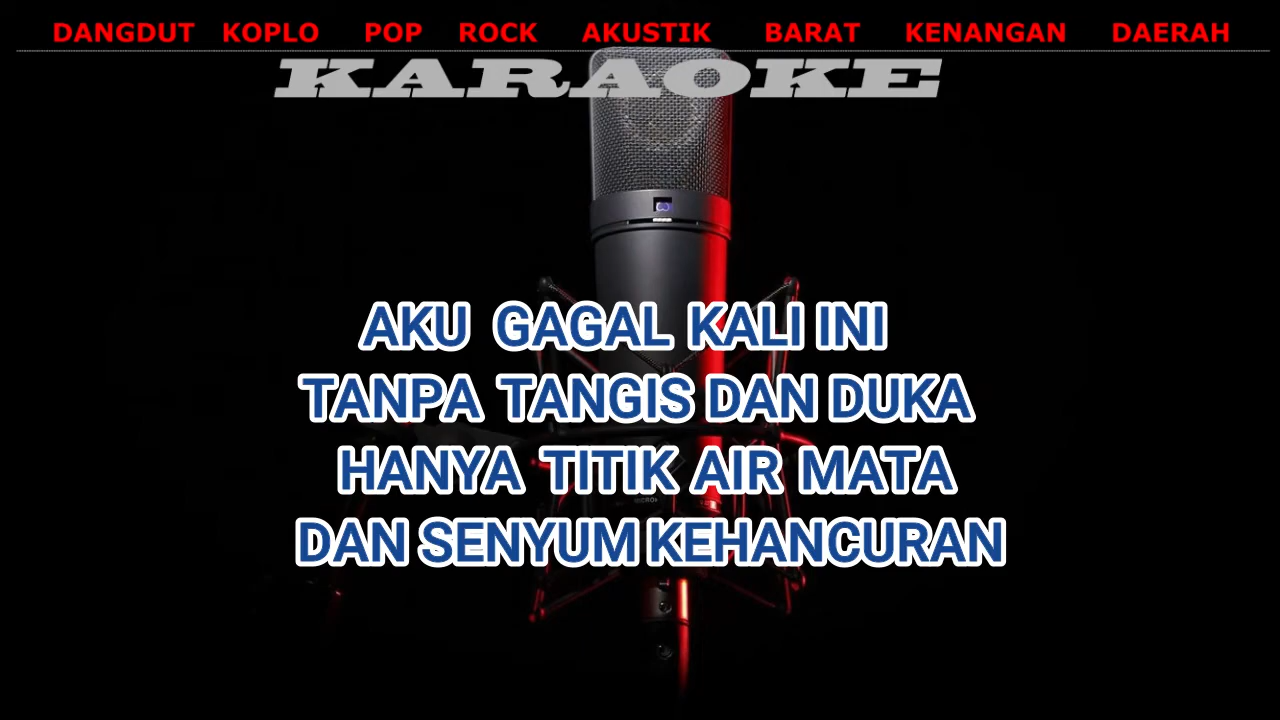 DANGDUT KOPLO POP ROCK AKUSTIK BARAT KENANGAN DAERAH
KARAOKE
AKU GAGAL KALI INI
TANPA TANGIS DAN DUKA
HANYA TITIK AIR MATA
DAN SENYUM KEHANCURAN